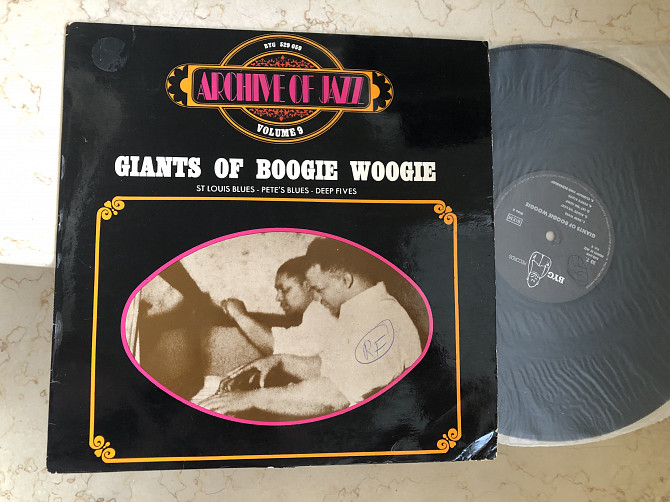 BYG 529 059
ARCHIVE OF JAZZ
VOLUME 9
GIANTS OF BOOGIE WOOGIE
ST LOUIS BLUES - PETE'S BLUES - DEEP FIVES
RF
GIANTS OF BOOGIE WOOGIE
BYG
RECORDS